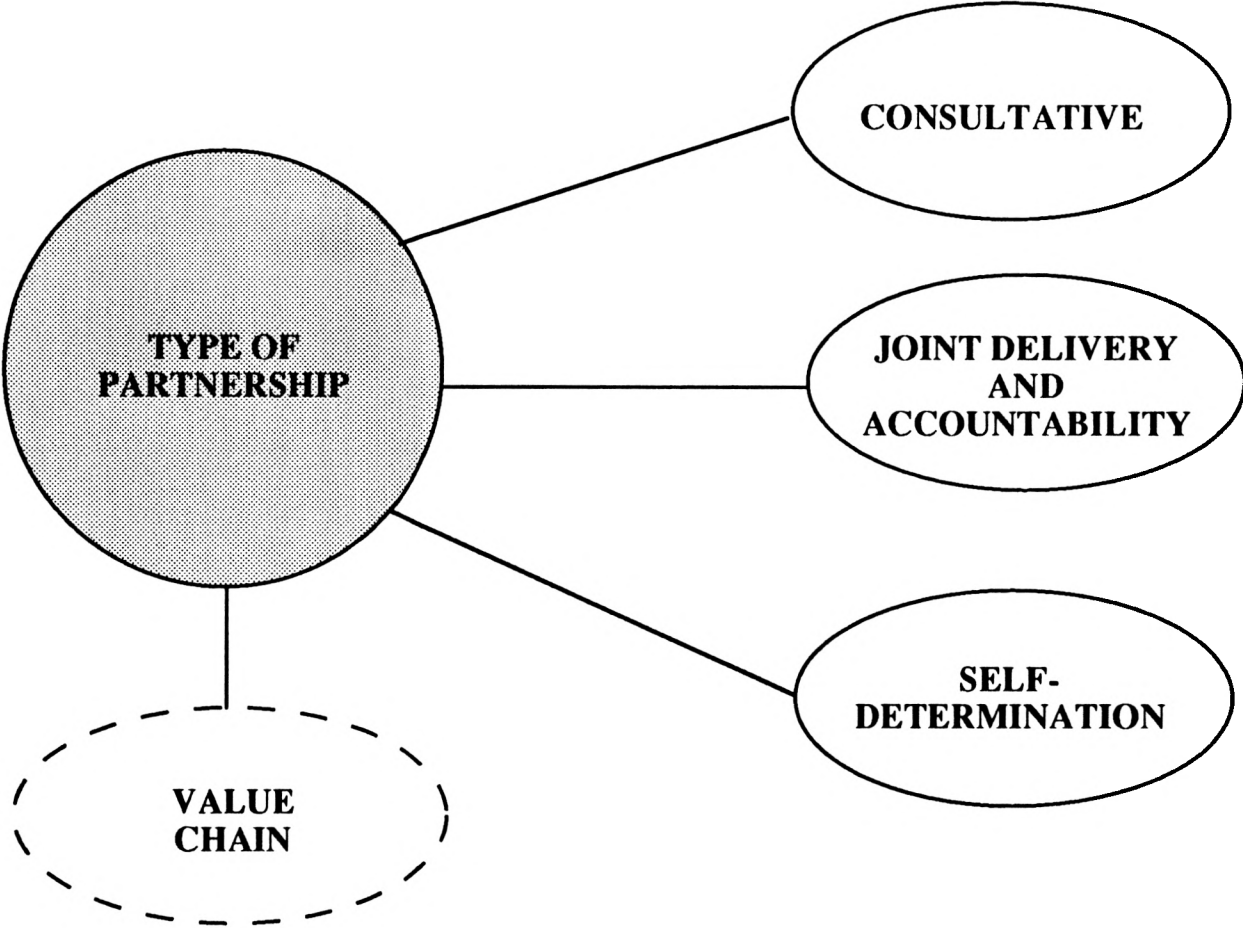 CONSULTATIVE
TYPE OF
PARTNERSHIP
JOINT DELIVERY
AND
ACCOUNTABILITY
SELF-
DETERMINATION
VALUE
CHAIN